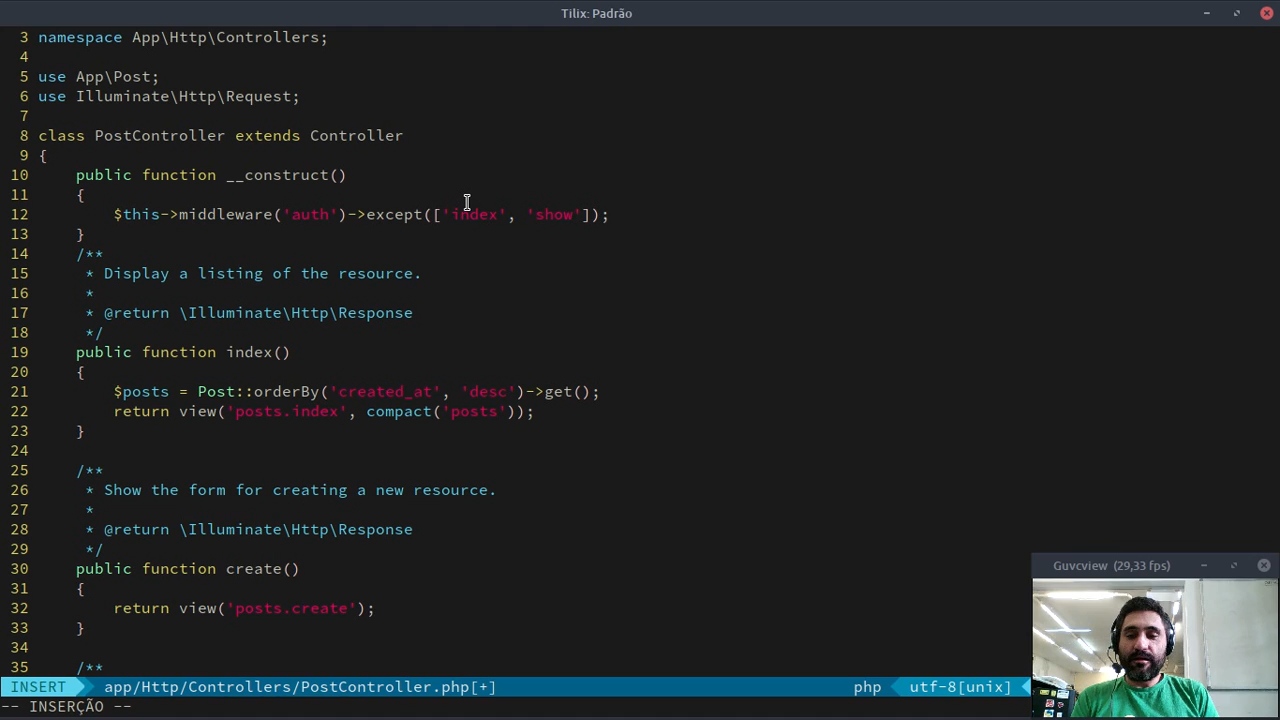 Tilix: Padrão
3 namespace App\Http\Controllers;
4
5 use App\Post;
6 use Illuminate\Http\Request;
7
8 class PostController extends Controller
9 {
10 public function __construct()
11 {
12 $this->middleware('auth')->except(['index', 'show']);
13 }
14 /**
15 * Display a listing of the resource.
16 *
17 * @return \Illuminate\Http\Response
18 */
19 public function index()
20 {
21 $posts = Post::orderBy('created_at', 'desc')->get();
22 return view('posts.index', compact('posts'));
23 }
24
25 /**
26 * Show the form for creating a new resource.
27 *
28 * @return \Illuminate\Http\Response
29 */
30 public function create()
31 {
32 return view('posts.create');
33 }
34
35 /**
Guvcview (29,33 fps)
INSERT app/Http/Controllers/PostController.php[+] php utf-8[unix]
-- INSERÇÃO --